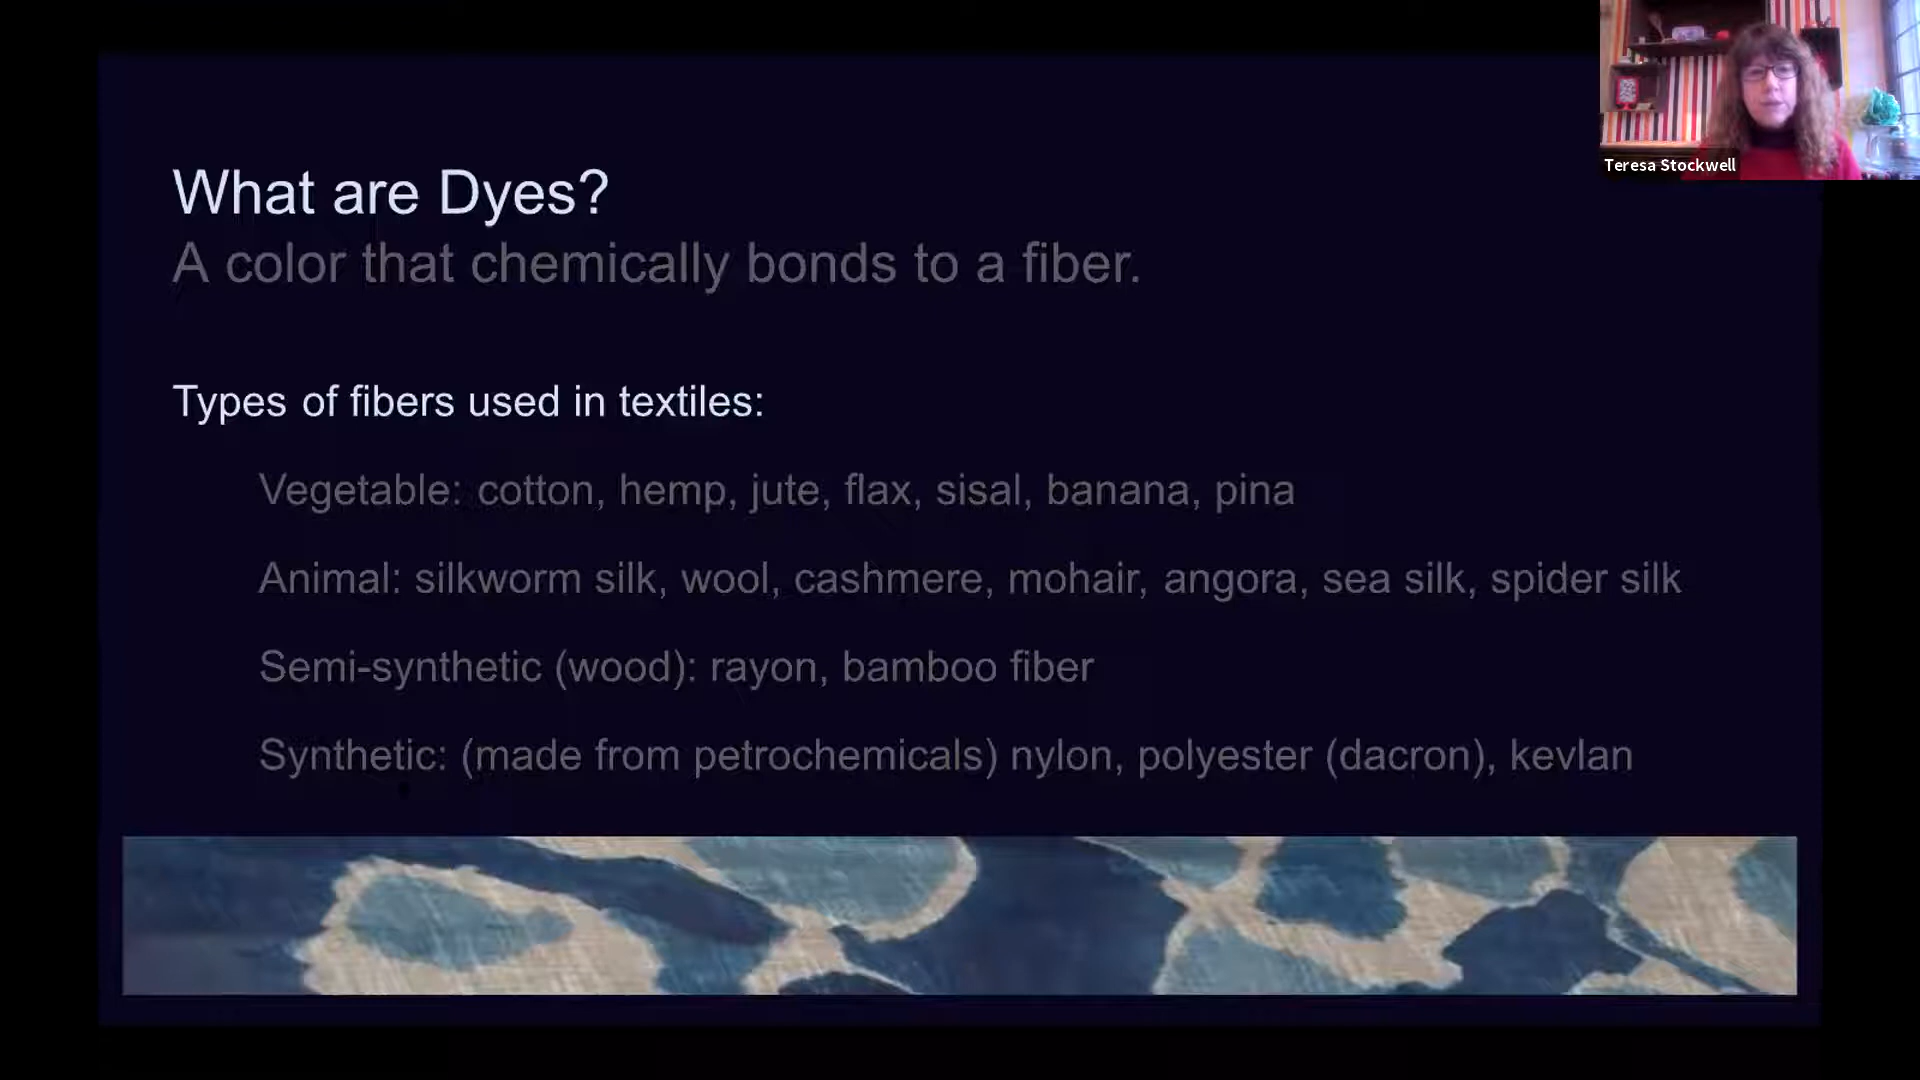 Teresa Stockwell
What are Dyes?
A color that chemically bonds to a fiber.
Types of fibers used in textiles:
Vegetable: cotton, hemp, jute, flax, sisal, banana, pina
Animal: silkworm silk, wool, cashmere, mohair, angora, sea silk, spider silk
Semi-synthetic (wood): rayon, bamboo fiber
Synthetic: (made from petrochemicals) nylon, polyester (dacron), kevlan